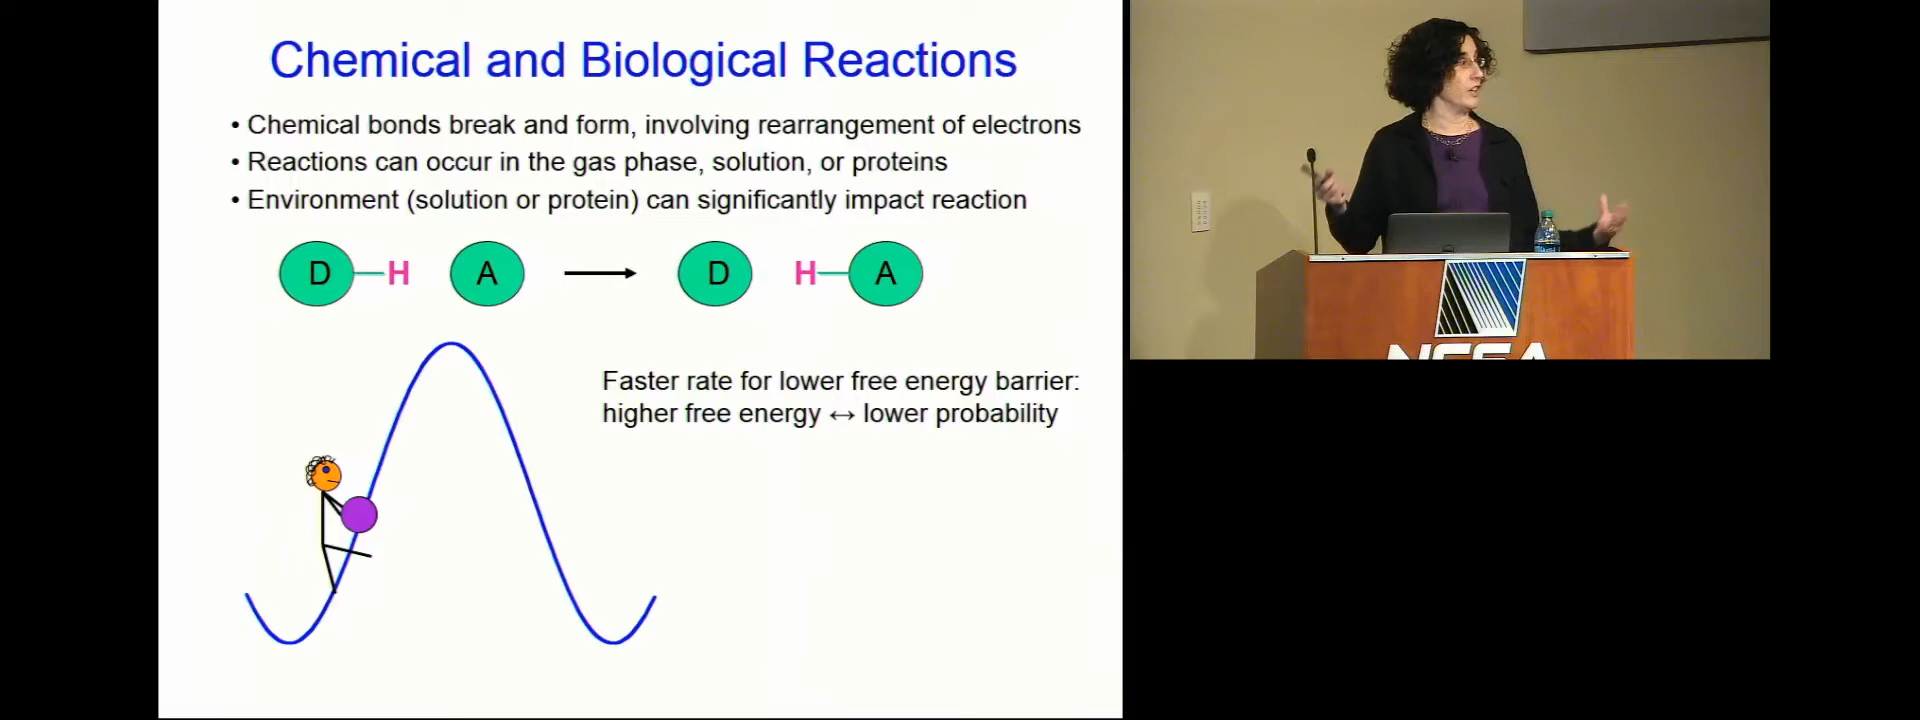 Chemical and Biological Reactions
• Chemical bonds break and form, involving rearrangement of electrons
• Reactions can occur in the gas phase, solution, or proteins
• Environment (solution or protein) can significantly impact reaction
D H A D H A
Faster rate for lower free energy barrier:
higher free energy ↔ lower probability
NCSA